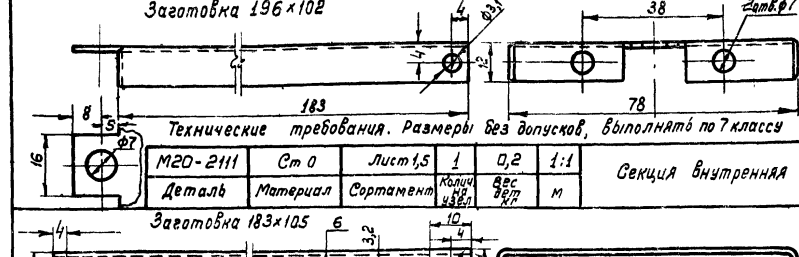 Заготовка 196×102
4
ф3,1
38
2 отв. ф7
4
12
183
78
8
5
Технические требования. Размеры без допусков, выполнять по 7 классу
ф7
16
М20-2111 Ст 0 Лист 1,5 1 0,2 1:1 Секция внутренняя
Деталь Материал Сортамент Колич. на узел Вес дет кг М
Заготовка 183×105
4
6
3,2
10
4